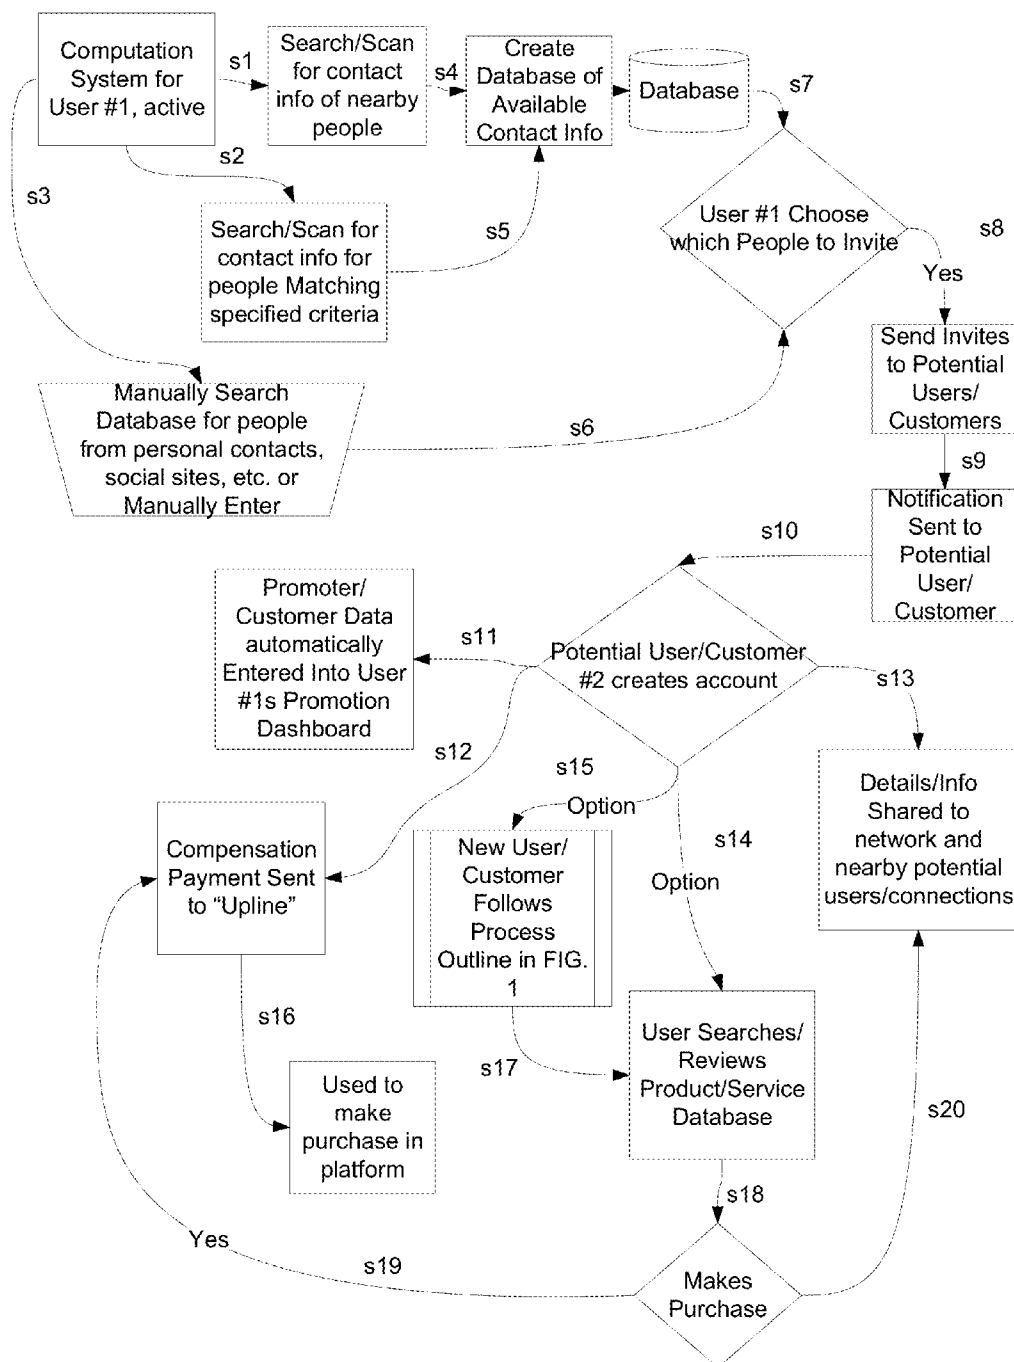 Computation
System for
User #1, active
s1
Search/Scan
for contact
info of nearby
people
s4
Create
Database of
Available
Contact Info
Database
s7
s2
s3
Search/Scan for
contact info for
people Matching
specified criteria
s5
User #1 Choose
which People to Invite
s8
Yes
Send Invites
to Potential
Users/
Customers
Manually Search
Database for people
from personal contacts,
social sites, etc. or
Manually Enter
s6
s9
Notification
Sent to
Potential
User/
Customer
s10
Promoter/
Customer Data
automatically
Entered Into User
#1s Promotion
Dashboard
s11
Potential User/Customer
#2 creates account
s13
s12
s15
Option
s14
Option
Details/Info
Shared to
network and
nearby potential
users/connections
Compensation
Payment Sent
to “Upline”
New User/
Customer
Follows
Process
Outline in FIG.
1
s16
s17
User Searches/
Reviews
Product/Service
Database
s20
Used to
make
purchase in
platform
s18
Yes
s19
Makes
Purchase